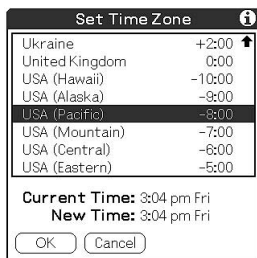 Set Time Zone i
Ukraine +2:00
United Kingdom 0:00
USA (Hawaii) -10:00
USA (Alaska) -9:00
USA (Pacific) -8:00
USA (Mountain) -7:00
USA (Central) -6:00
USA (Eastern) -5:00
Current Time: 3:04 pm Fri
New Time: 3:04 pm Fri
OK Cancel